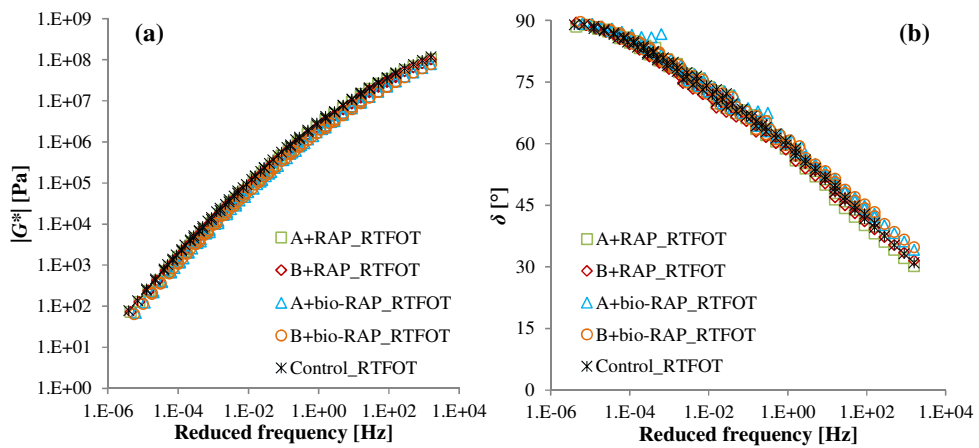 (a)
|G*| [Pa]
1.E+09
1.E+08
1.E+07
1.E+06
1.E+05
1.E+04
1.E+03
1.E+02
1.E+01
1.E+00
A+RAP_RTFOT
B+RAP_RTFOT
A+bio-RAP_RTFOT
B+bio-RAP_RTFOT
Control_RTFOT
1.E-06 1.E-04 1.E-02 1.E+00 1.E+02 1.E+04
Reduced frequency [Hz]
(b)
δ [°]
90
75
60
45
30
15
0
A+RAP_RTFOT
B+RAP_RTFOT
A+bio-RAP_RTFOT
B+bio-RAP_RTFOT
Control_RTFOT
1.E-06 1.E-04 1.E-02 1.E+00 1.E+02 1.E+04
Reduced frequency [Hz]